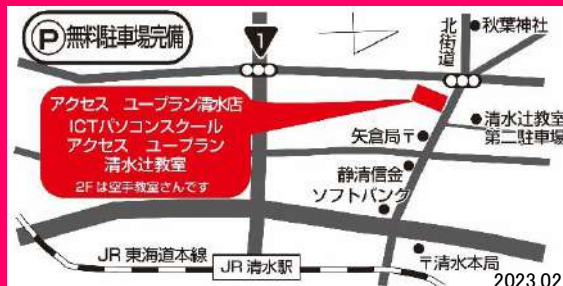 P 無料駐車場完備
1
北街道
秋葉神社
アクセス ユープラン清水店
ICTパソコンスクール
アクセス ユープラン
清水辻教室
2Fは空手教室さんです
清水辻教室
第二駐車場
矢倉局〒
静清信金
ソフトバンク
JR東海道本線
JR清水駅
〒清水本局
2023.02